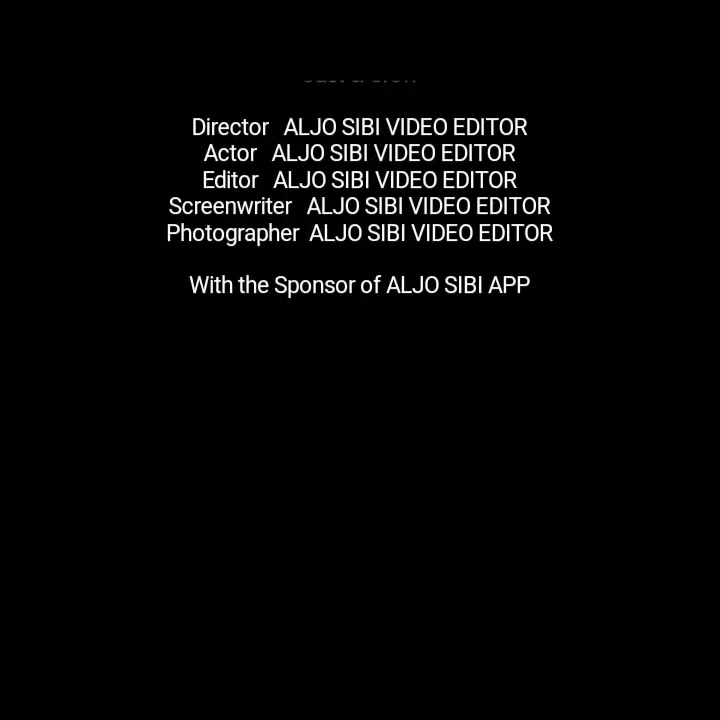 Director ALJO SIBI VIDEO EDITOR
Actor ALJO SIBI VIDEO EDITOR
Editor ALJO SIBI VIDEO EDITOR
Screenwriter ALJO SIBI VIDEO EDITOR
Photographer ALJO SIBI VIDEO EDITOR
With the Sponsor of ALJO SIBI APP